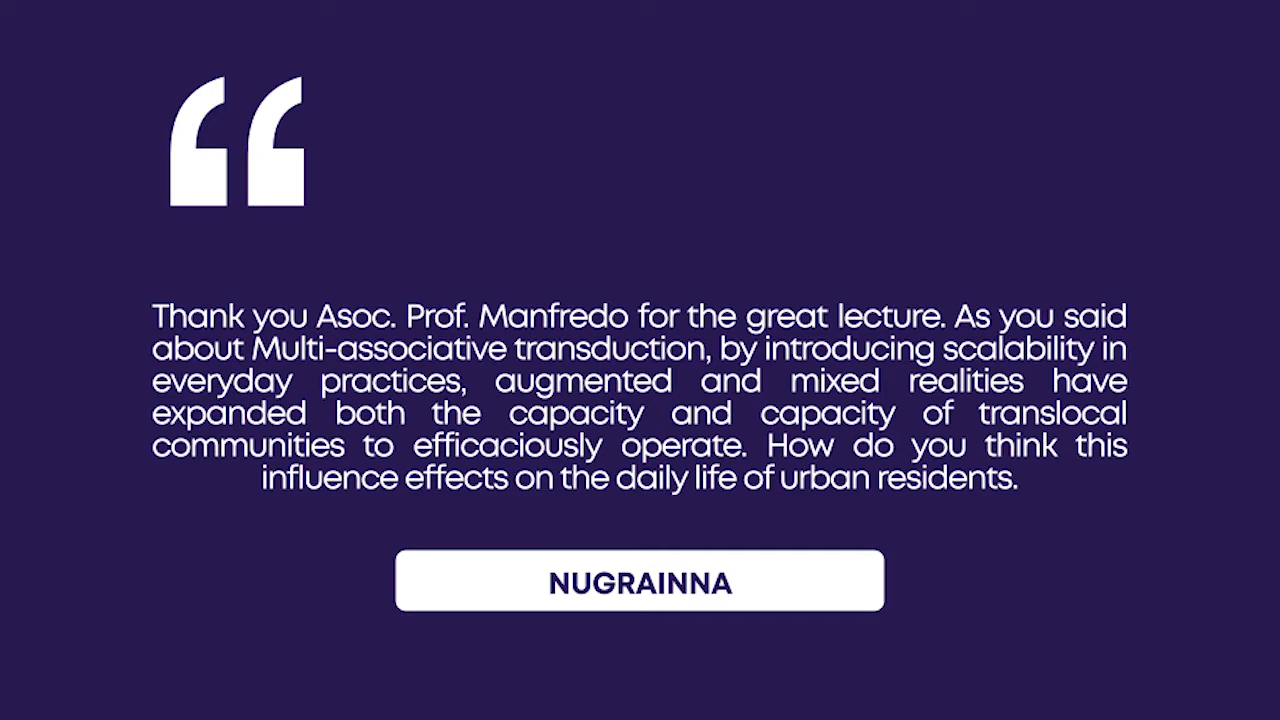 Thank you Asoc. Prof. Manfredo for the great lecture. As you said
about Multi-associative transduction, by introducing scalability in
everyday practices, augmented and mixed realities have
expanded both the capacity and capacity of translocal
communities to efficaciously operate. How do you think this
influence effects on the daily life of urban residents.
NUGRAINNA